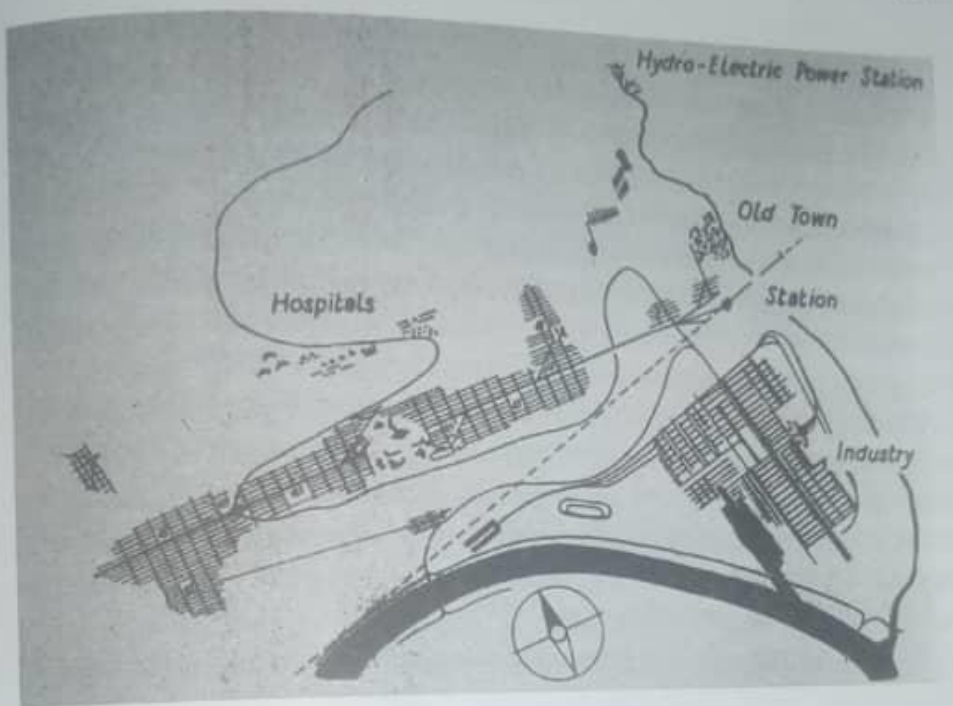 Hydro-Electric Power Station
Old Town
Station
Hospitals
Industry